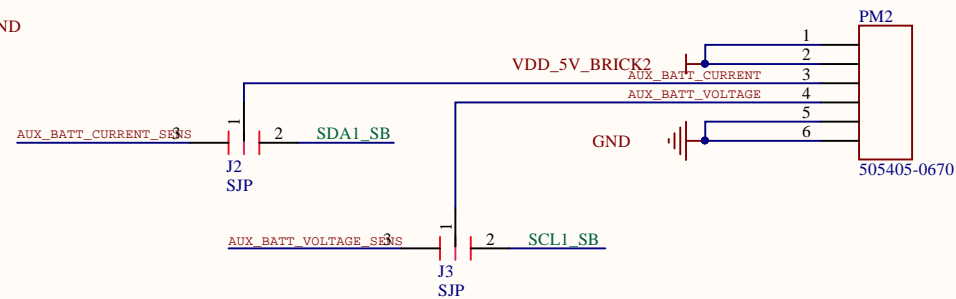 ND
PM2
1
2
VDD_5V_BRICK2
AUX_BATT_CURRENT
3
AUX_BATT_VOLTAGE
4
5
GND
6
505405-0670
AUX_BATT_CURRENT_SENS
3
1
2
SDA1_SB
J2
SJP
AUX_BATT_VOLTAGE_SENS
3
1
2
SCL1_SB
J3
SJP